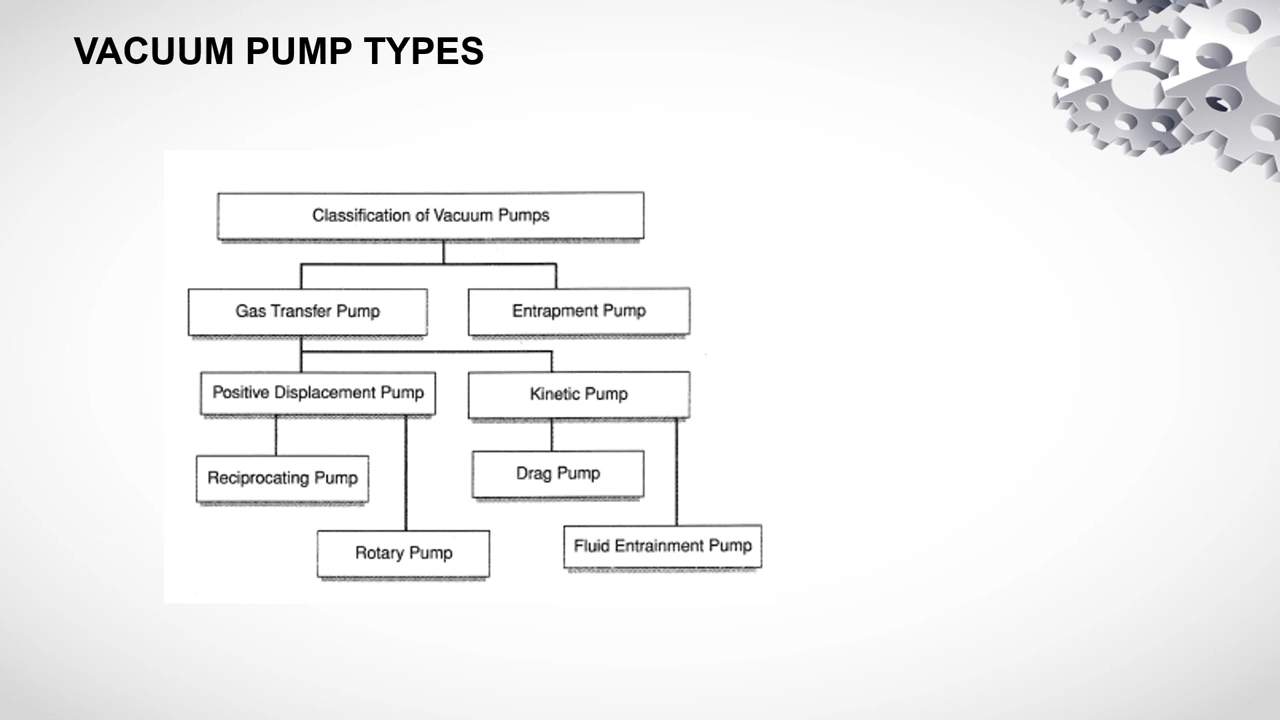 VACUUM PUMP TYPES
Classification of Vacuum Pumps
Gas Transfer Pump
Entrapment Pump
Positive Displacement Pump
Kinetic Pump
Reciprocating Pump
Drag Pump
Rotary Pump
Fluid Entrainment Pump